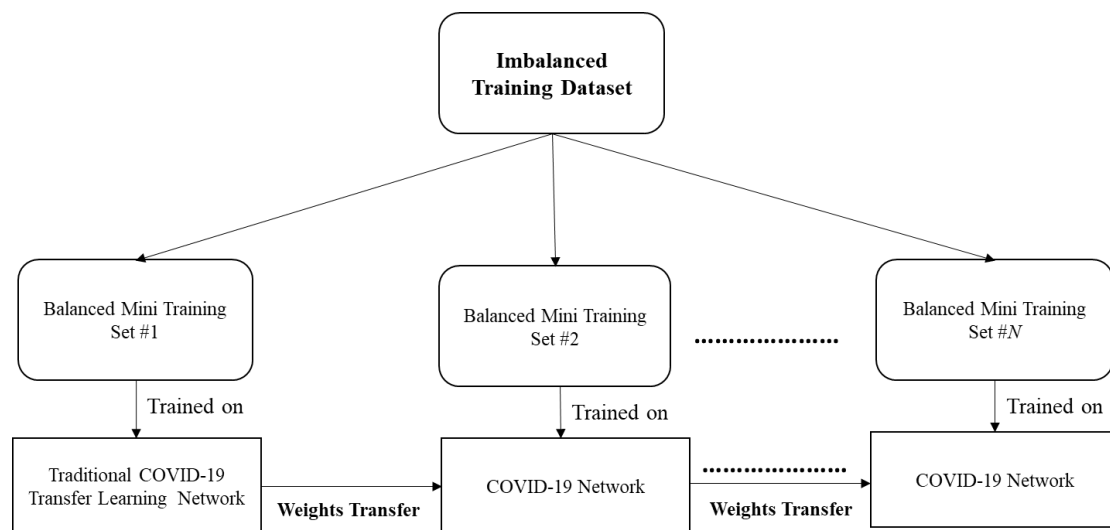 Imbalanced
Training Dataset
Balanced Mini Training
Set #1
Balanced Mini Training
Set #2
Balanced Mini Training
Set #N
Trained on
Trained on
Trained on
Traditional COVID-19
Transfer Learning Network
Weights Transfer
COVID-19 Network
Weights Transfer
COVID-19 Network